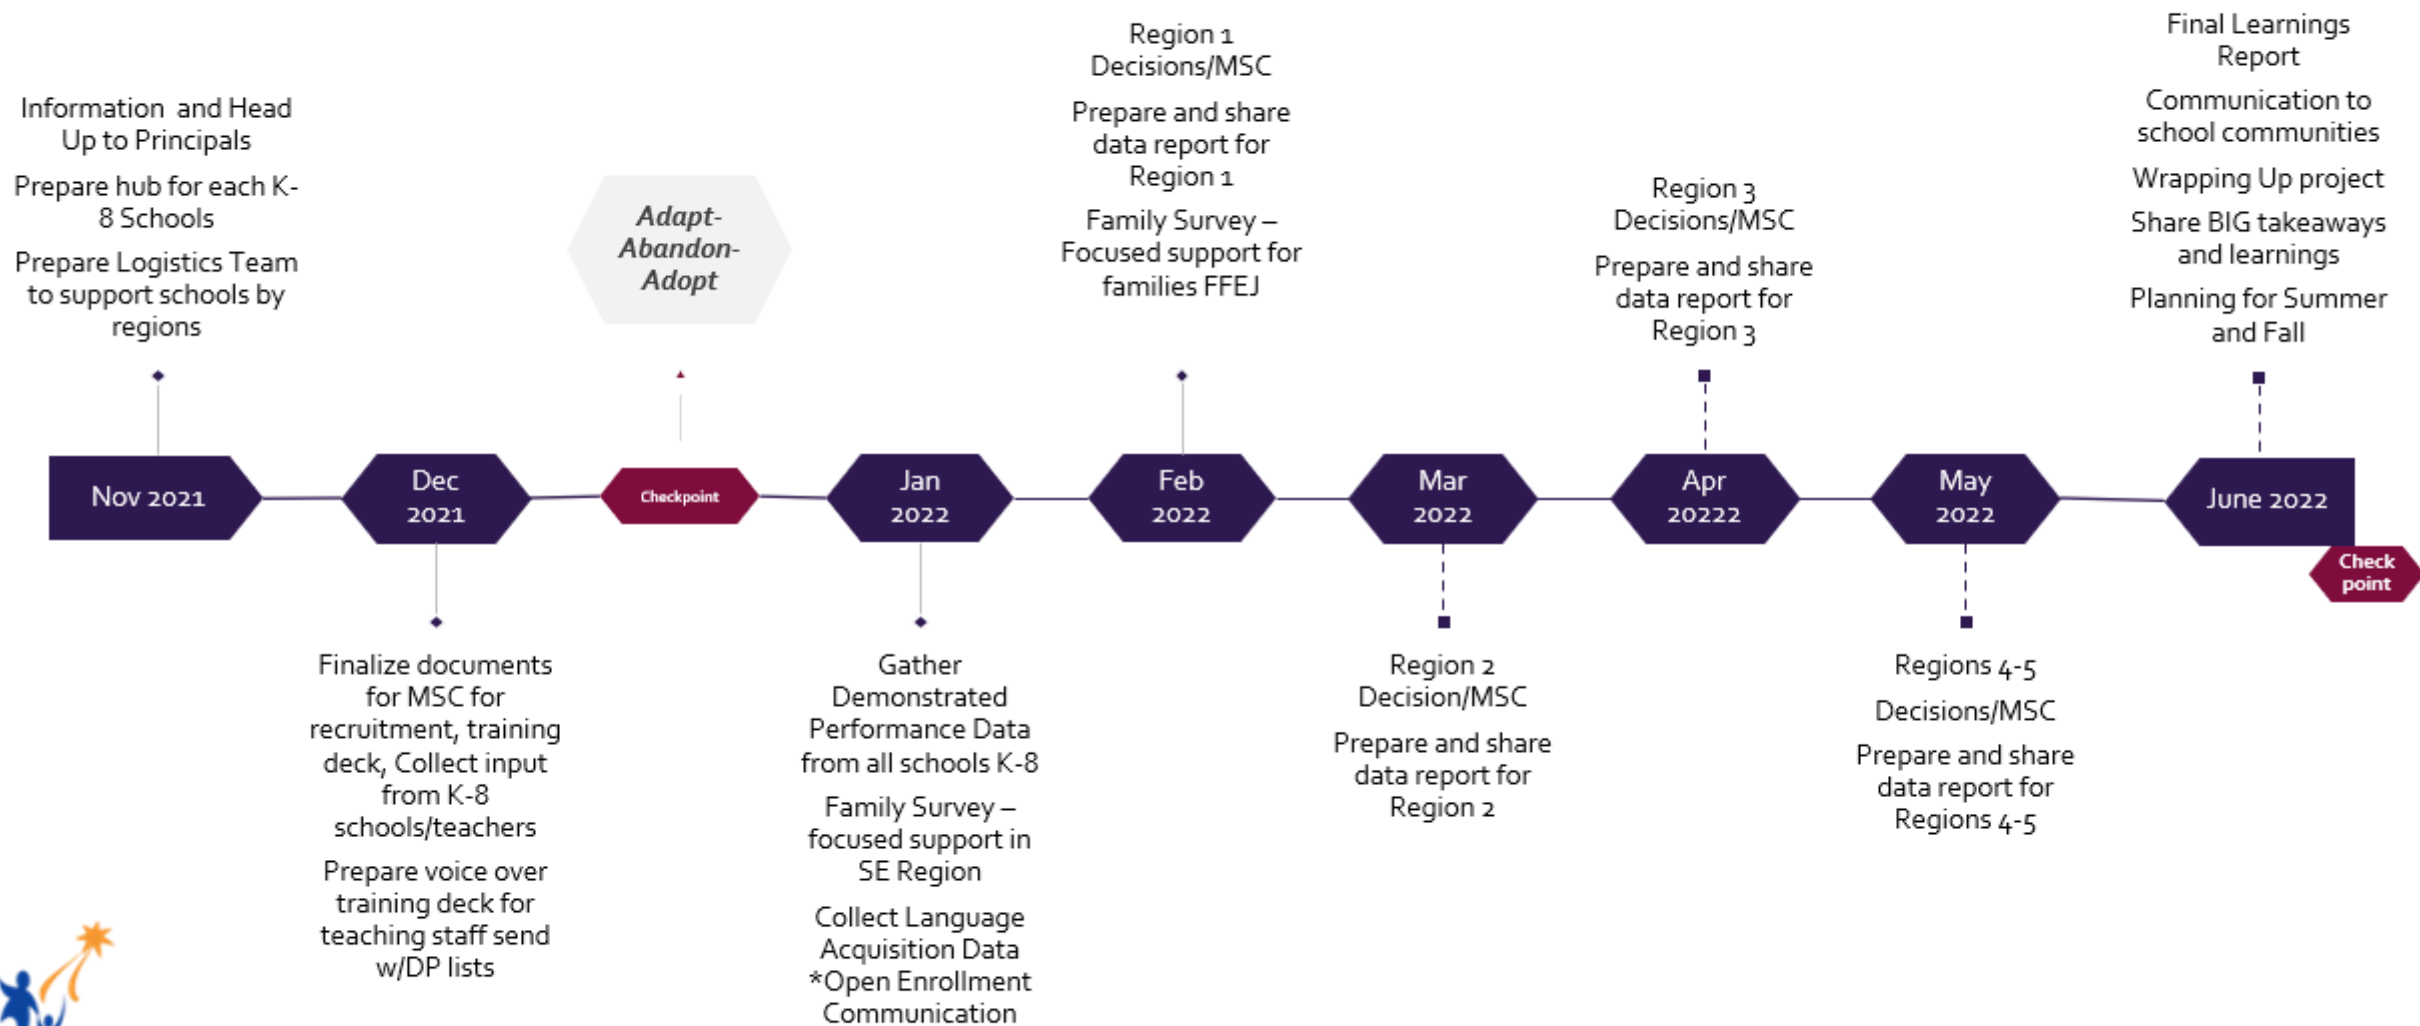 Information and Head
Up to Principals
Prepare hub for each K-
8 Schools
Prepare Logistics Team
to support schools by
regions
Adapt-
Abandon-
Adopt
Region 1
Decisions/MSC
Prepare and share
data report for
Region 1
Family Survey –
Focused support for
families FFEJ
Region 3
Decisions/MSC
Prepare and share
data report for
Region 3
Final Learnings
Report
Communication to
school communities
Wrapping Up project
Share BIG takeaways
and learnings
Planning for Summer
and Fall
Nov 2021
Dec
2021
Checkpoint
Jan
2022
Feb
2022
Mar
2022
Apr
20222
May
2022
June 2022
Check
point
Finalize documents
for MSC for
recruitment, training
deck, Collect input
from K-8
schools/teachers
Prepare voice over
training deck for
teaching staff send
w/DP lists
Gather
Demonstrated
Performance Data
from all schools K-8
Family Survey –
focused support in
SE Region
Collect Language
Acquisition Data
*Open Enrollment
Communication
Region 2
Decision/MSC
Prepare and share
data report for
Region 2
Regions 4-5
Decisions/MSC
Prepare and share
data report for
Regions 4-5